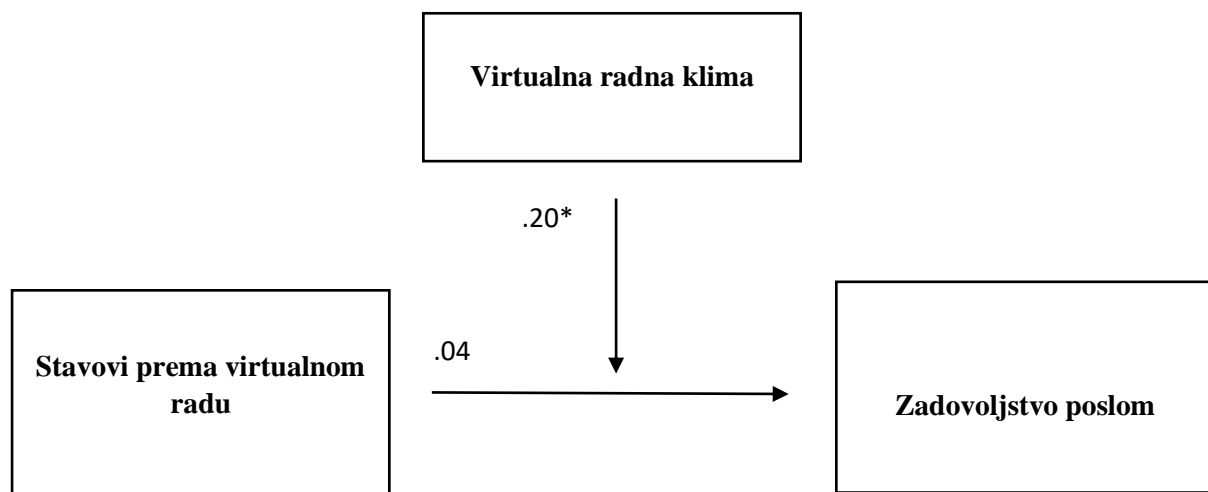 Virtualna radna klima
.20*
.04
Stavovi prema virtualnom
radu
Zadovoljstvo poslom